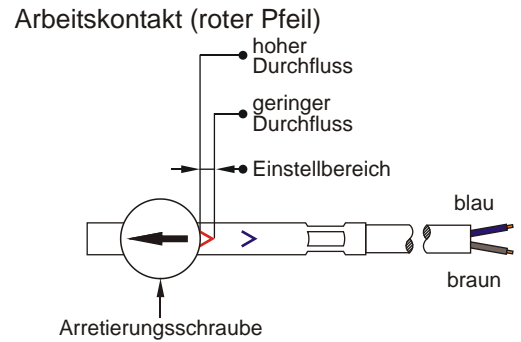 Arbeitskontakt (roter Pfeil)
hoher
Durchfluss
geringer
Durchfluss
Einstellbereich
blau
braun
Arretierungsschraube